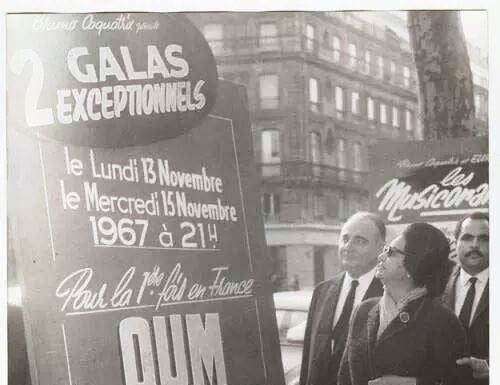 Bruno Coquatrix présente
2 GALAS
EXCEPTIONNELS
le Lundi 13 Novembre
le Mercredi 15 Novembre
1967 à 21H
Pour la 1ère fois en France
OUM
les
Musicora